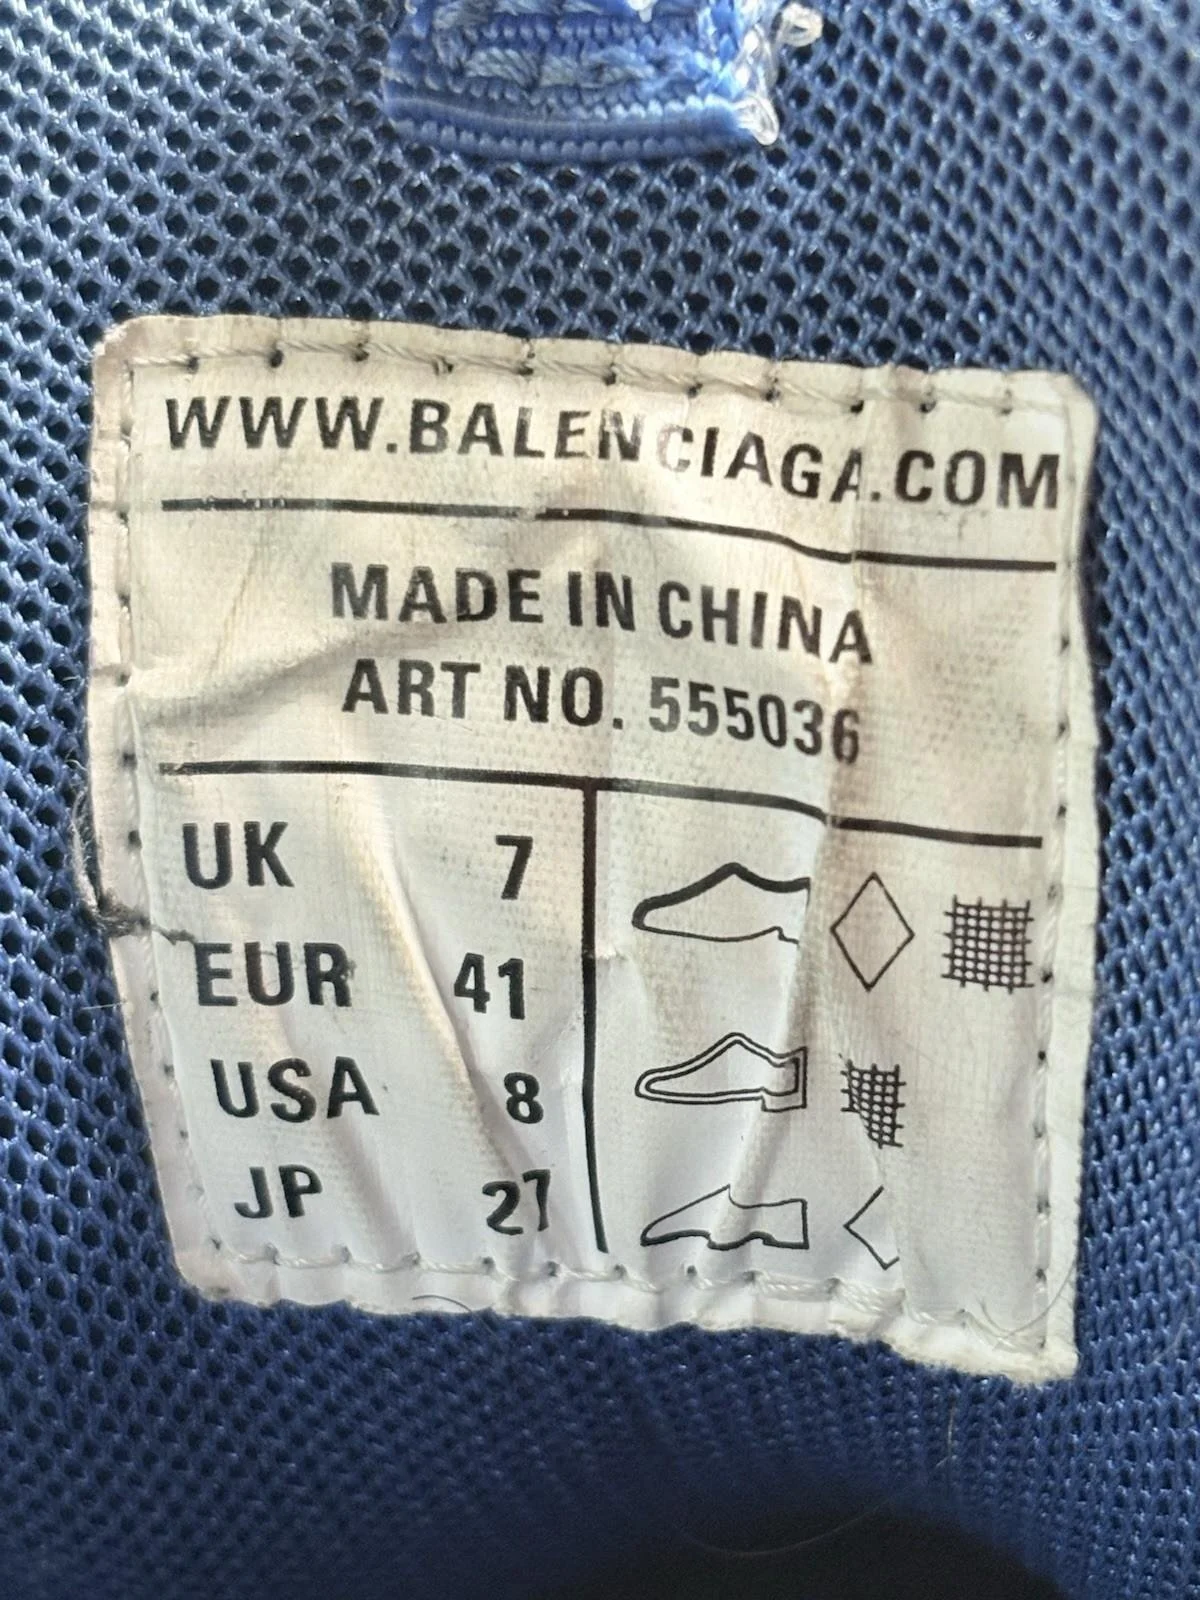 WWW.BALENCIAGA.COM
MADE IN CHINA
ART NO. 555036
UK 7
EUR 41
USA 8
JP 27